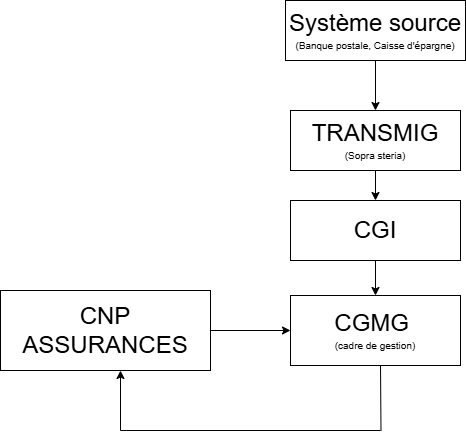 Système source
(Banque postale, Caisse d'épargne)
TRANSMIG
(Sopra steria)
CGI
CNP
ASSURANCES
CGMG
(cadre de gestion)